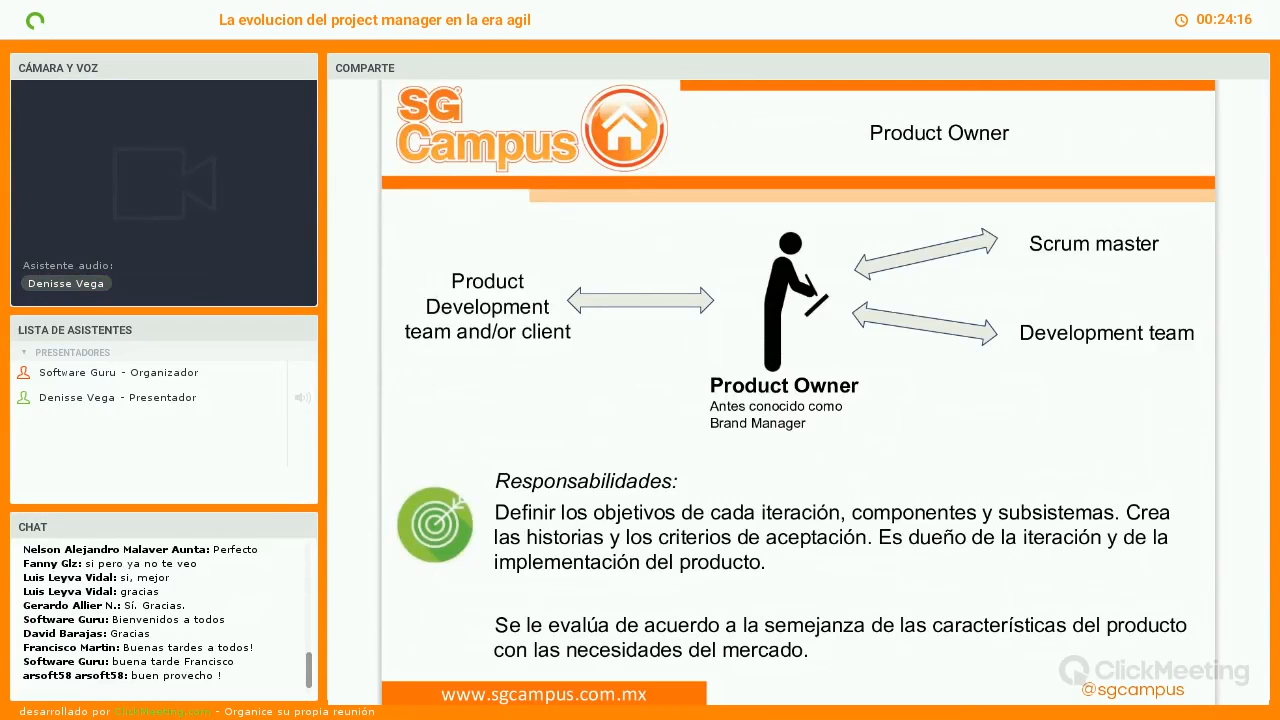 La evolucion del project manager en la era agil
00:24:16
CÁMARA Y VOZ
Asistente audio:
Denisse Vega
LISTA DE ASISTENTES
PRESENTADORES
Software Guru - Organizador
Denisse Vega - Presentador
CHAT
Nelson Alejandro Malaver Aunta: Perfecto
Fanny Glz: si pero ya no te veo
Luis Leyva Vidal: si, mejor
Luis Leyva Vidal: gracias
Gerardo Allier N.: Sí. Gracias.
Software Guru: Bienvenidos a todos
David Barajas: Gracias
Francisco Martin: Buenas tardes a todos!
Software Guru: buena tarde Francisco
arsoft58 arsoft58: buen provecho !
COMPARTE
SG
Campus
Product Owner
Product
Development
team and/or client
Scrum master
Development team
Product Owner
Antes conocido como
Brand Manager
Responsabilidades:
Definir los objetivos de cada iteración, componentes y subsistemas. Crea
las historias y los criterios de aceptación. Es dueño de la iteración y de la
implementación del producto.
Se le evalúa de acuerdo a la semejanza de las características del producto
con las necesidades del mercado.
ClickMeeting
www.sgcampus.com.mx
@sgcampus
desarrollado por ClickMeeting.com - Organice su propia reunión